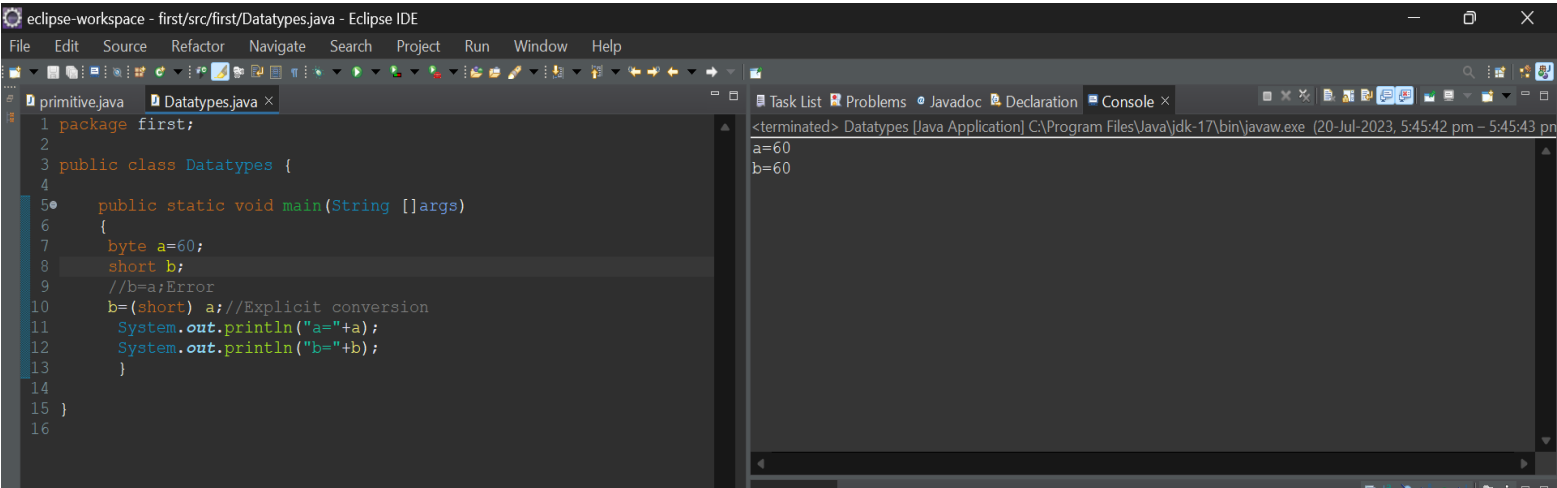 eclipse-workspace - first/src/first/Datatypes.java - Eclipse IDE
File Edit Source Refactor Navigate Search Project Run Window Help
primitive.java Datatypes.java
1 package first;
2
3 public class Datatypes {
4
5 public static void main(String []args)
6 {
7 byte a=60;
8 short b;
9 //b=a;Error
10 b=(short) a;//Explicit conversion
11 System.out.println("a="+a);
12 System.out.println("b="+b);
13 }
14
15 }
16
Task List Problems Javadoc Declaration Console
<terminated> Datatypes [Java Application] C:\Program Files\Java\jdk-17\bin\javaw.exe (20-Jul-2023, 5:45:42 pm – 5:45:43 pm
a=60
b=60